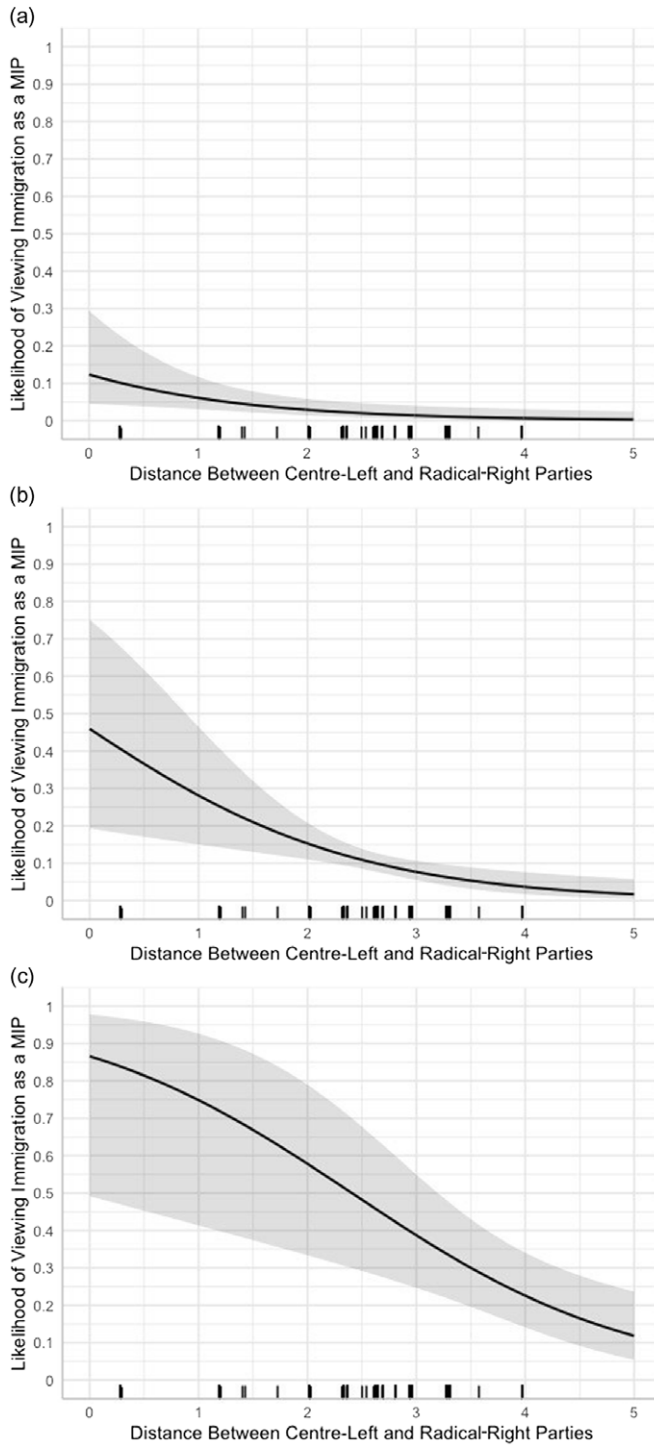 (a)
Likelihood of Viewing Immigration as a MIP
1
0.9
0.8
0.7
0.6
0.5
0.4
0.3
0.2
0.1
0
0 1 2 3 4 5
Distance Between Centre-Left and Radical-Right Parties
(b)
Likelihood of Viewing Immigration as a MIP
1
0.9
0.8
0.7
0.6
0.5
0.4
0.3
0.2
0.1
0
0 1 2 3 4 5
Distance Between Centre-Left and Radical-Right Parties
(c)
Likelihood of Viewing Immigration as a MIP
1
0.9
0.8
0.7
0.6
0.5
0.4
0.3
0.2
0.1
0
0 1 2 3 4 5
Distance Between Centre-Left and Radical-Right Parties